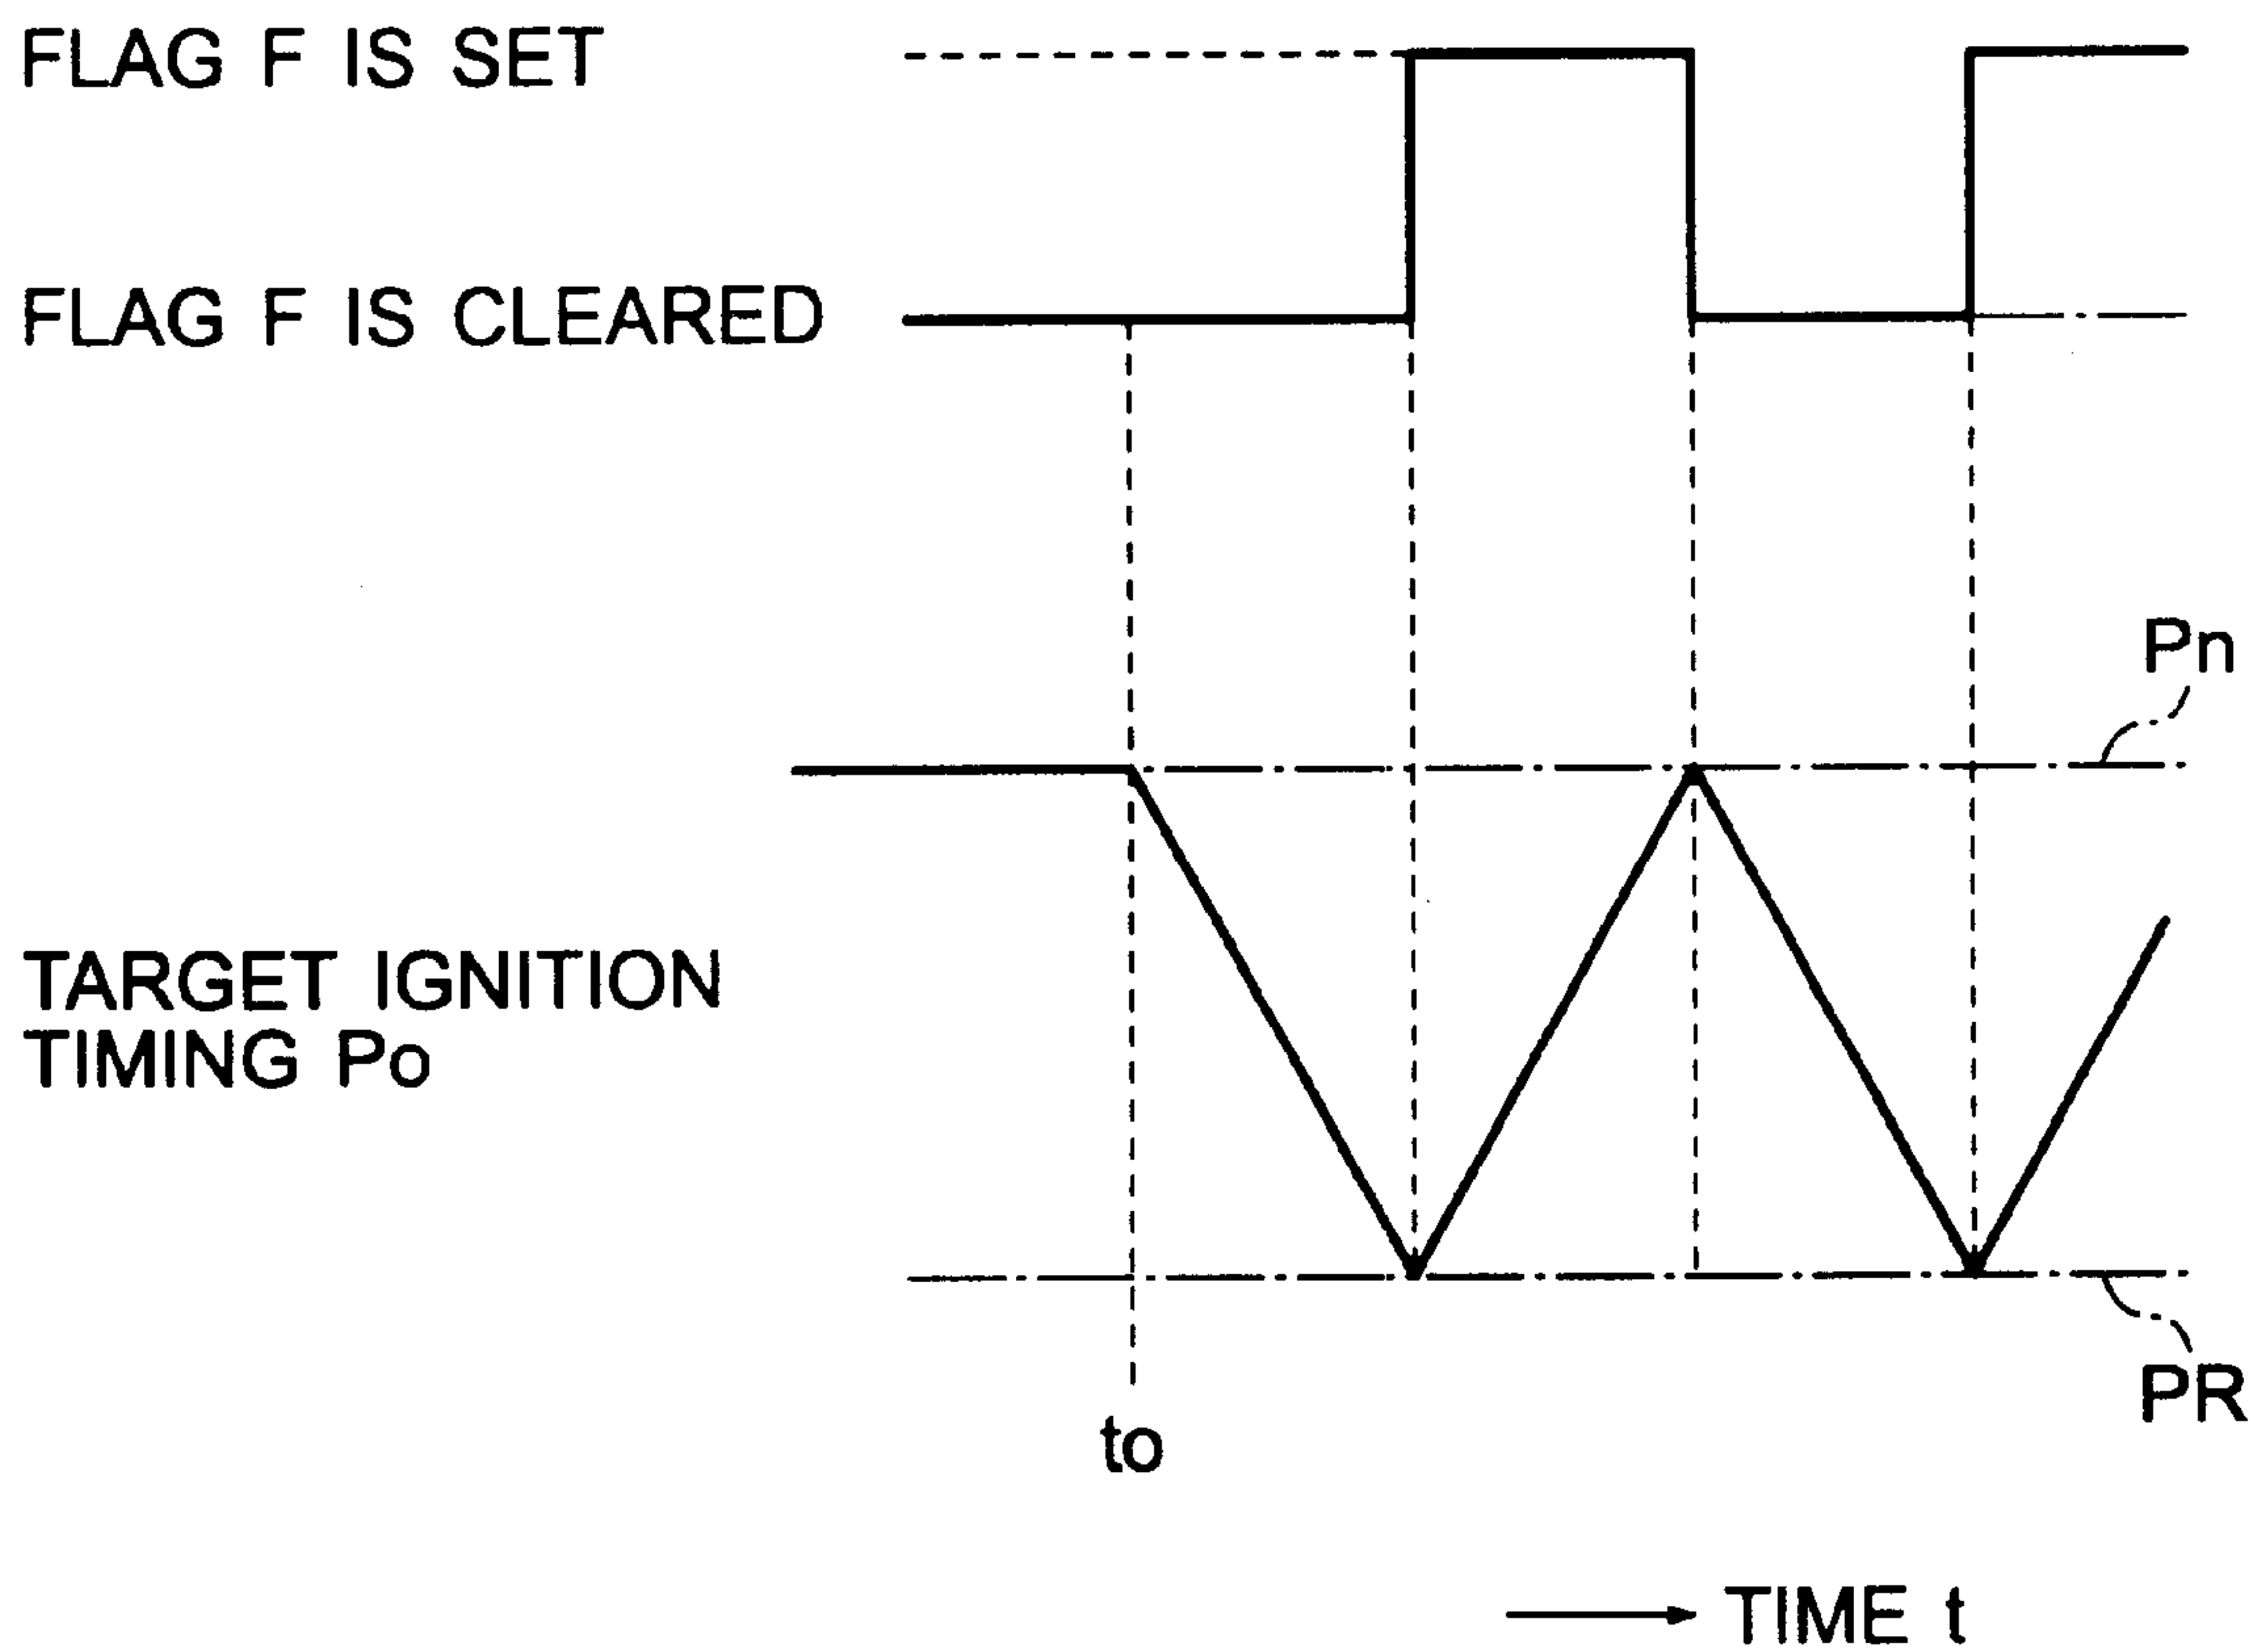 FLAG F IS SET
FLAG F IS CLEARED
Pn
TARGET IGNITION
TIMING Po
PR
to
TIME t